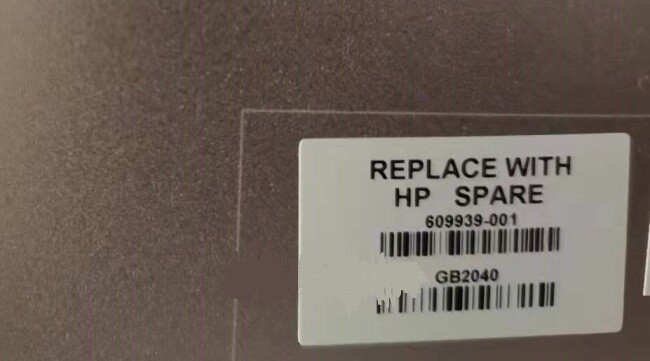 REPLACE WITH
HP SPARE
609939-001
GB2040